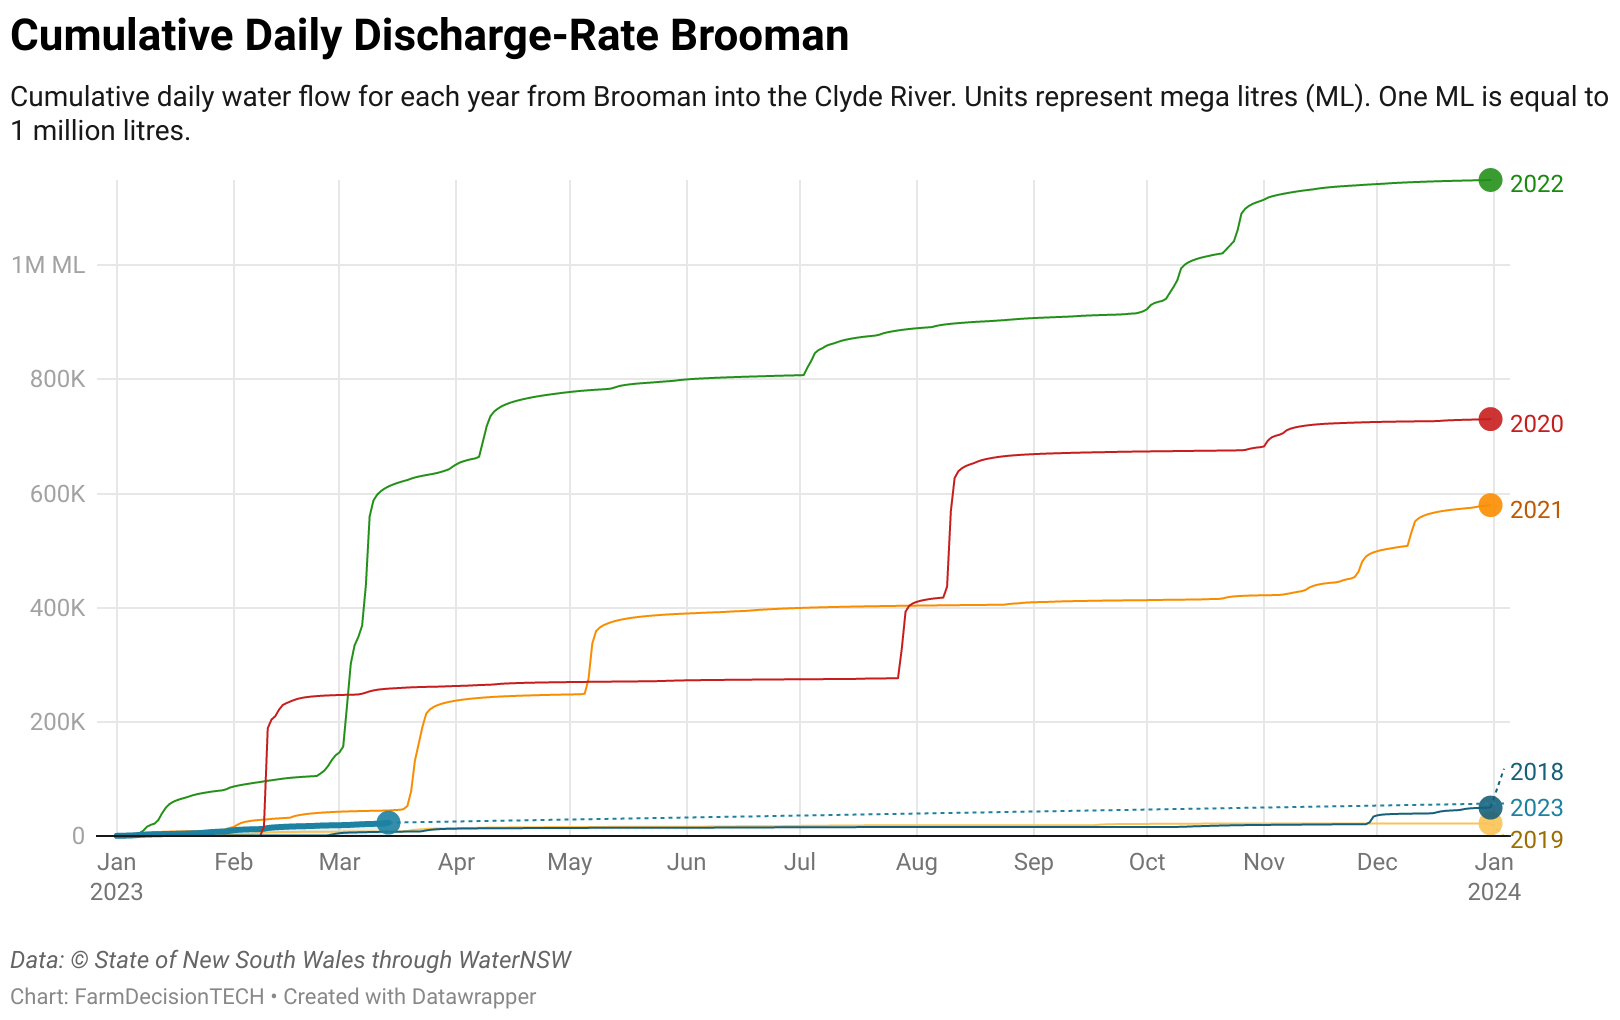 Cumulative Daily Discharge-Rate Brooman
Cumulative daily water flow for each year from Brooman into the Clyde River. Units represent mega litres (ML). One ML is equal to
1 million litres.
2022
1M ML
800K
2020
600K
2021
400K
200K
2018
2023
0
2019
Jan Feb Mar Apr May Jun Jul Aug Sep Oct Nov Dec Jan
2023 2024
Data: © State of New South Wales through WaterNSW
Chart: FarmDecisionTECH • Created with Datawrapper